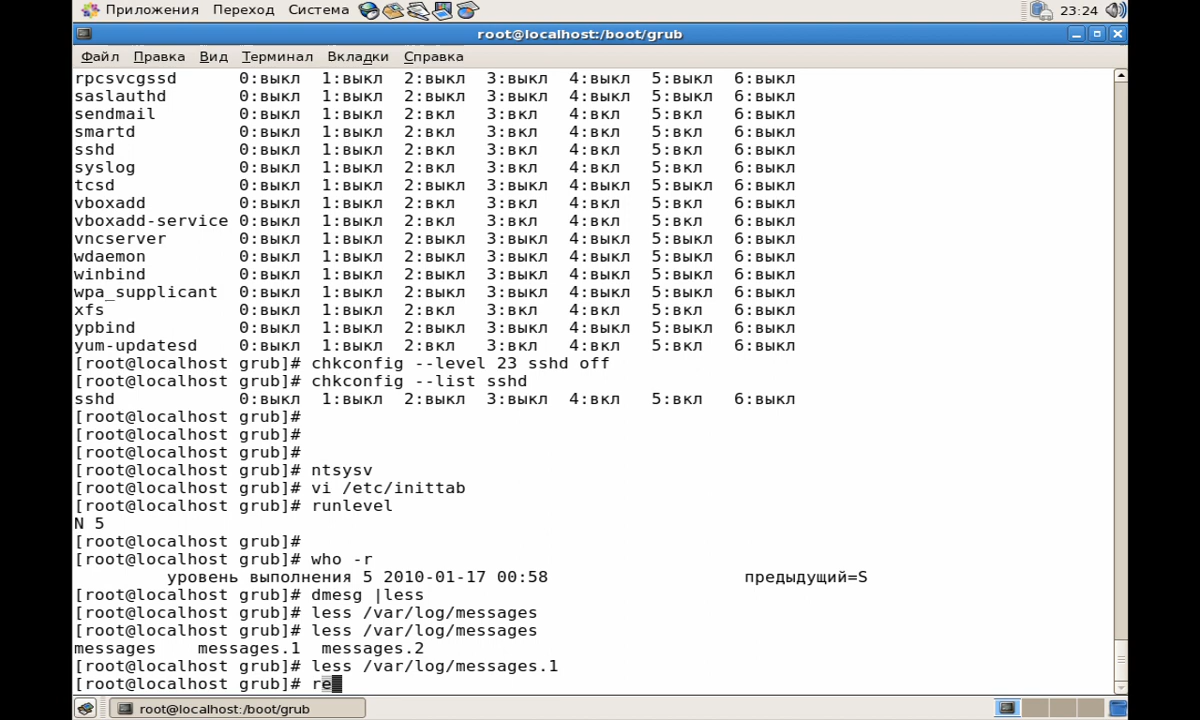 Приложения Переход Система 23:24
root@localhost:/boot/grub
Файл Правка Вид Терминал Вкладки Справка
rpcsvcgssd 0:выкл 1:выкл 2:выкл 3:выкл 4:выкл 5:выкл 6:выкл
saslauthd 0:выкл 1:выкл 2:выкл 3:выкл 4:выкл 5:выкл 6:выкл
sendmail 0:выкл 1:выкл 2:вкл 3:вкл 4:вкл 5:вкл 6:выкл
smartd 0:выкл 1:выкл 2:вкл 3:вкл 4:вкл 5:вкл 6:выкл
sshd 0:выкл 1:выкл 2:вкл 3:вкл 4:вкл 5:вкл 6:выкл
syslog 0:выкл 1:выкл 2:вкл 3:вкл 4:вкл 5:вкл 6:выкл
tcsd 0:выкл 1:выкл 2:выкл 3:выкл 4:выкл 5:выкл 6:выкл
vboxadd 0:выкл 1:выкл 2:вкл 3:вкл 4:вкл 5:вкл 6:выкл
vboxadd-service 0:выкл 1:выкл 2:вкл 3:вкл 4:вкл 5:вкл 6:выкл
vncserver 0:выкл 1:выкл 2:выкл 3:выкл 4:выкл 5:выкл 6:выкл
wdaemon 0:выкл 1:выкл 2:выкл 3:выкл 4:выкл 5:выкл 6:выкл
winbind 0:выкл 1:выкл 2:выкл 3:выкл 4:выкл 5:выкл 6:выкл
wpa_supplicant 0:выкл 1:выкл 2:выкл 3:выкл 4:выкл 5:выкл 6:выкл
xfs 0:выкл 1:выкл 2:вкл 3:вкл 4:вкл 5:вкл 6:выкл
ypbind 0:выкл 1:выкл 2:выкл 3:выкл 4:выкл 5:выкл 6:выкл
yum-updatesd 0:выкл 1:выкл 2:вкл 3:вкл 4:вкл 5:вкл 6:выкл
[root@localhost grub]# chkconfig --level 23 sshd off
[root@localhost grub]# chkconfig --list sshd
sshd 0:выкл 1:выкл 2:выкл 3:выкл 4:вкл 5:вкл 6:выкл
[root@localhost grub]#
[root@localhost grub]#
[root@localhost grub]#
[root@localhost grub]# ntsysv
[root@localhost grub]# vi /etc/inittab
[root@localhost grub]# runlevel
N 5
[root@localhost grub]#
[root@localhost grub]# who -r
уровень выполнения 5 2010-01-17 00:58 предыдущий=S
[root@localhost grub]# dmesg |less
[root@localhost grub]# less /var/log/messages
[root@localhost grub]# less /var/log/messages
messages messages.1 messages.2
[root@localhost grub]# less /var/log/messages.1
[root@localhost grub]# re
root@localhost:/boot/grub